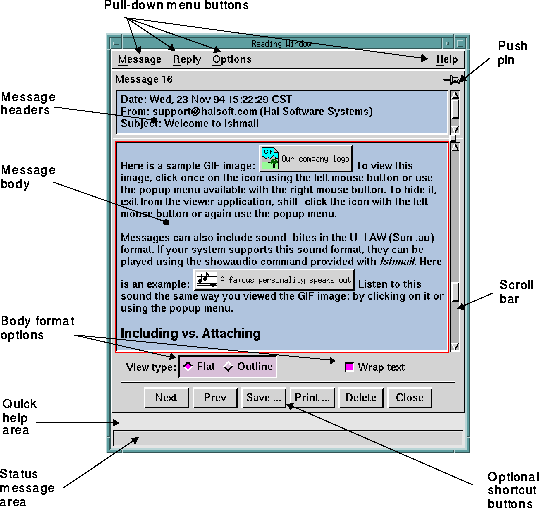 Pull-down menu buttons
Reading Window
Message Reply Options Help
Push
pin
Message 16
Message
headers
Date: Wed, 23 Nov 94 15:22:29 CST
From: support@halsoft.com (Hal Software Systems)
Subject: Welcome to Ishmail
Message
body
Here is a sample GIF image: Our company logo To view this
image, click once on the icon using the left mouse button or use
the popup menu available with the right mouse button. To hide it,
exit from the viewer application, shift click the icon with the left
mouse button or again use the popup menu.
Messages can also include sound bites in the U LAW (Sun .au)
format. If your system supports this sound format, they can be
played using the showaudio command provided with Ishmail. Here
is an example: A famous personality speaks out Listen to this
sound the same way you viewed the GIF image: by clicking on it or
using the popup menu.
Including vs. Attaching
Scroll
bar
Body format
options
View type: Flat Outline Wrap text
Next Prev Save ... Print ... Delete Close
Quick
help
area
Status
message
area
Optional
shortcut
buttons